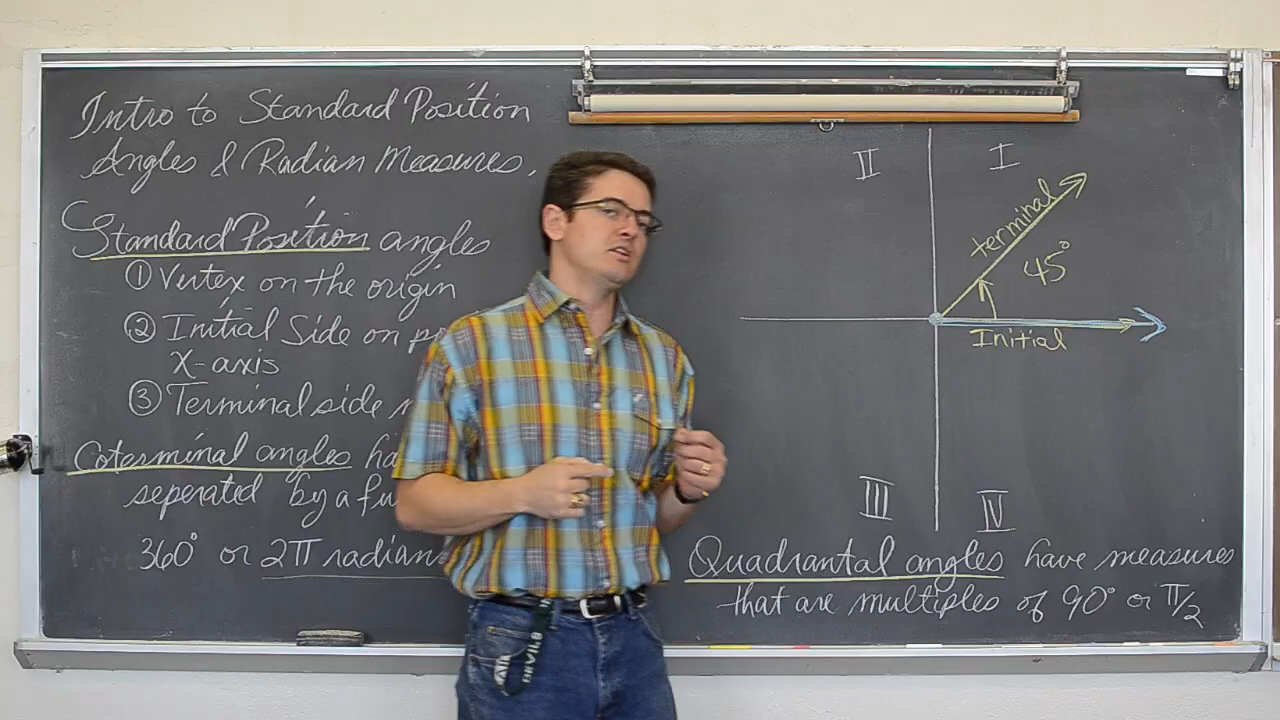 Intro to Standard Position
Angles & Radian Measures.
Standard Position angles
① Vertex on the origin
② Initial Side on
X-axis
③ Terminal side
Coterminal angles
seperated by a
360° or 2π radian
II
I
terminal
45°
Initial
III
IV
Quadrantal angles have measures
that are multiples of 90° or π/2